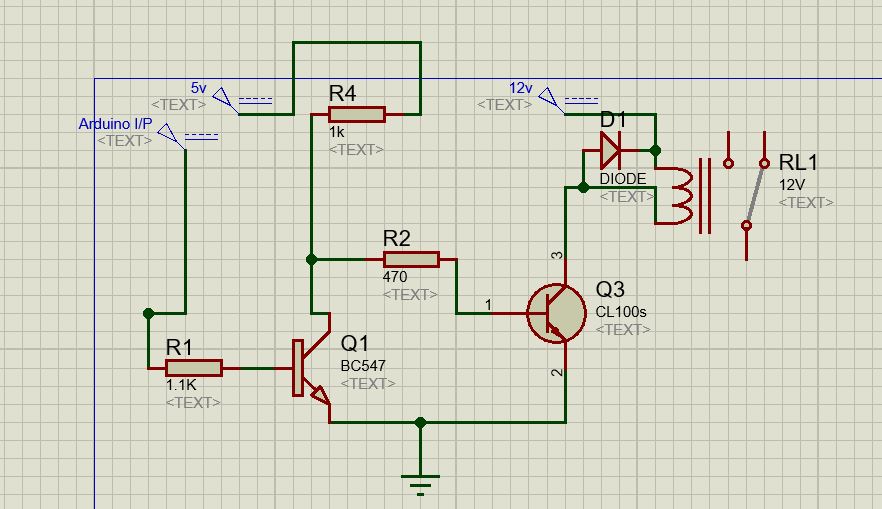 5v
<TEXT>
R4
1k
<TEXT>
12v
<TEXT>
Arduino I/P
<TEXT>
D1
DIODE
<TEXT>
RL1
12V
<TEXT>
R2
470
<TEXT>
3
1
2
Q3
CL100s
<TEXT>
R1
1.1K
<TEXT>
Q1
BC547
<TEXT>